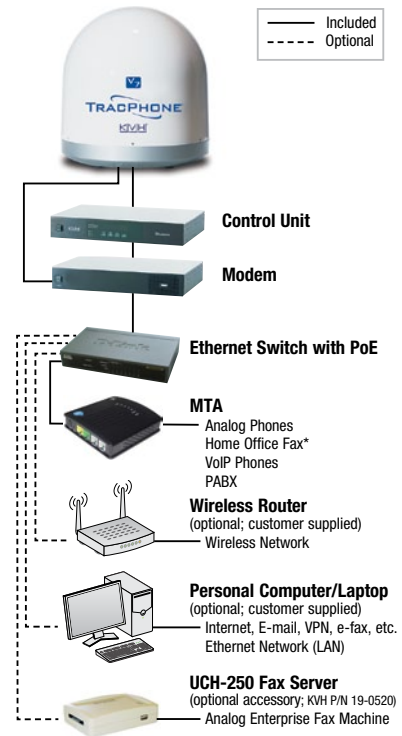 Included
Optional
V7
TRACPHONE
KVH
Control Unit
Modem
Ethernet Switch with PoE
MTA
Analog Phones
Home Office Fax*
VoIP Phones
PABX
Wireless Router
(optional; customer supplied)
Wireless Network
Personal Computer/Laptop
(optional; customer supplied)
Internet, E-mail, VPN, e-fax, etc.
Ethernet Network (LAN)
UCH-250 Fax Server
(optional accessory; KVH P/N 19-0520)
Analog Enterprise Fax Machine